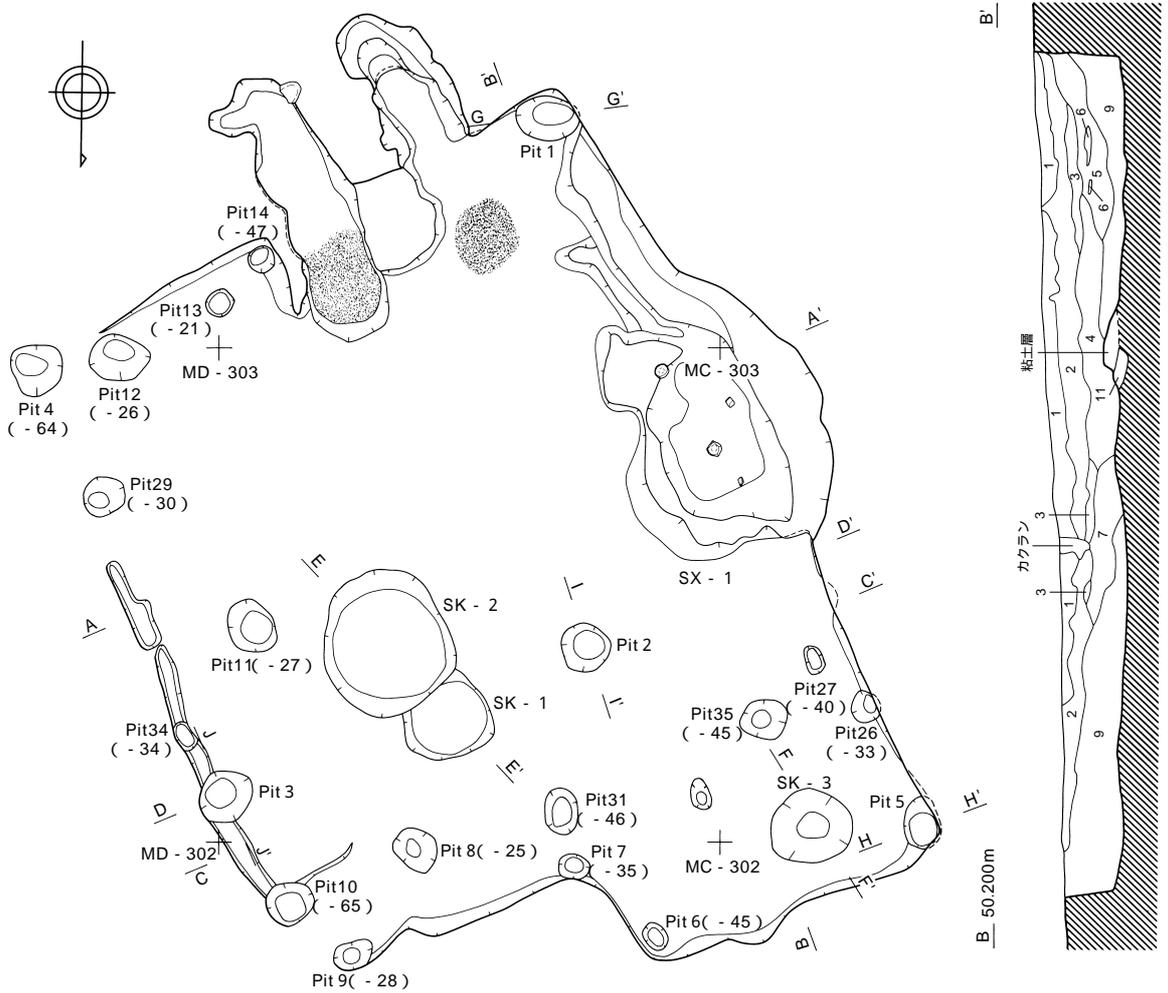 B'
G'
G
Pit 1
Pit14
( - 47)
Pit13
( - 21)
MD - 303
Pit 4
( - 64)
Pit12
( - 26)
A'
MC - 303
Pit29
( - 30)
D'
SX - 1
C'
E
SK - 2
I
A
Pit11( - 27)
Pit 2
SK - 1
I'
Pit27
( - 40)
Pit35
( - 45)
Pit26
( - 33)
Pit34
( - 34)
J
F
E'
SK - 3
Pit 3
Pit31
( - 46)
Pit 5
H'
D
MD - 302
J'
C
Pit 8( - 25)
Pit 7
( - 35)
MC - 302
H
F'
Pit10
( - 65)
Pit 6( - 45)
B
Pit 9( - 28)
B'
9
6
1
3
5
6
粘土層
4
2
11
1
3
カクラン
7
3
1
2
9
B 50.200m